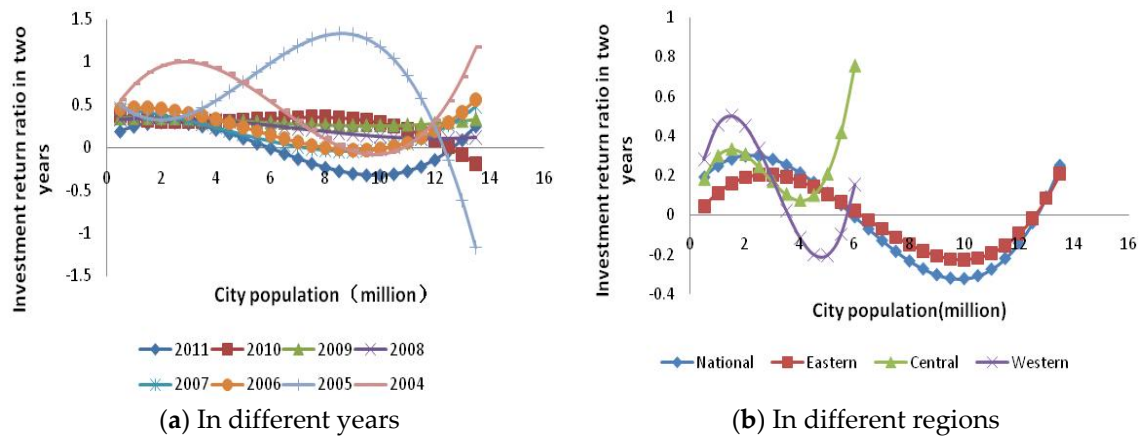 1.5
1
0.5
0
-0.5
-1
-1.5
0 2 4 6 8 10 12 14 16
Investment return ratio in two
years
City population（million）
2011 2010 2009 2008
2007 2006 2005 2004
(a) In different years
1
0.8
0.6
0.4
0.2
0
-0.2
-0.4
0 2 4 6 8 10 12 14 16
Investment return ratio in two
years
City population(million)
National Eastern Central Western
(b) In different regions